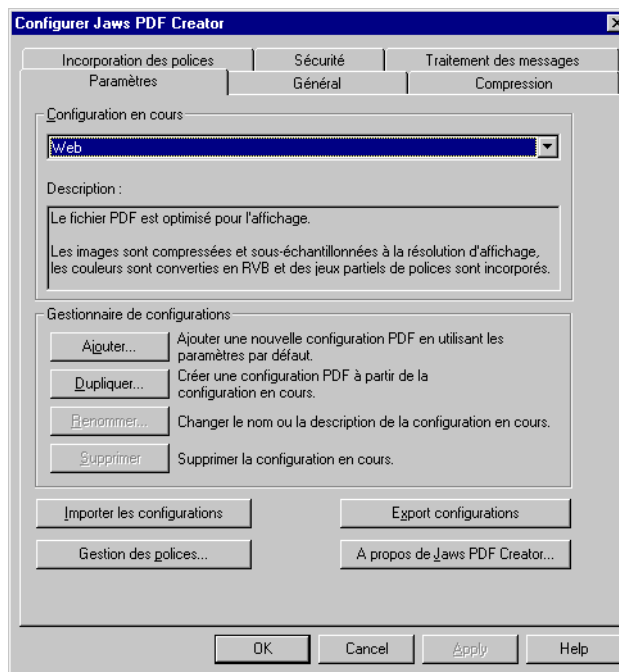 Configurer Jaws PDF Creator
Incorporation des polices
Sécurité
Traitement des messages
Paramètres
Général
Compression
Configuration en cours
Web
Description :
Le fichier PDF est optimisé pour l'affichage.
Les images sont compressées et sous-échantillonnées à la résolution d'affichage,
les couleurs sont converties en RVB et des jeux partiels de polices sont incorporés.
Gestionnaire de configurations
Ajouter...
Ajouter une nouvelle configuration PDF en utilisant les
paramètres par défaut.
Dupliquer...
Créer une configuration PDF à partir de la
configuration en cours.
Renommer...
Changer le nom ou la description de la configuration en cours.
Supprimer
Supprimer la configuration en cours.
Importer les configurations
Export configurations
Gestion des polices...
A propos de Jaws PDF Creator...
OK
Cancel
Apply
Help